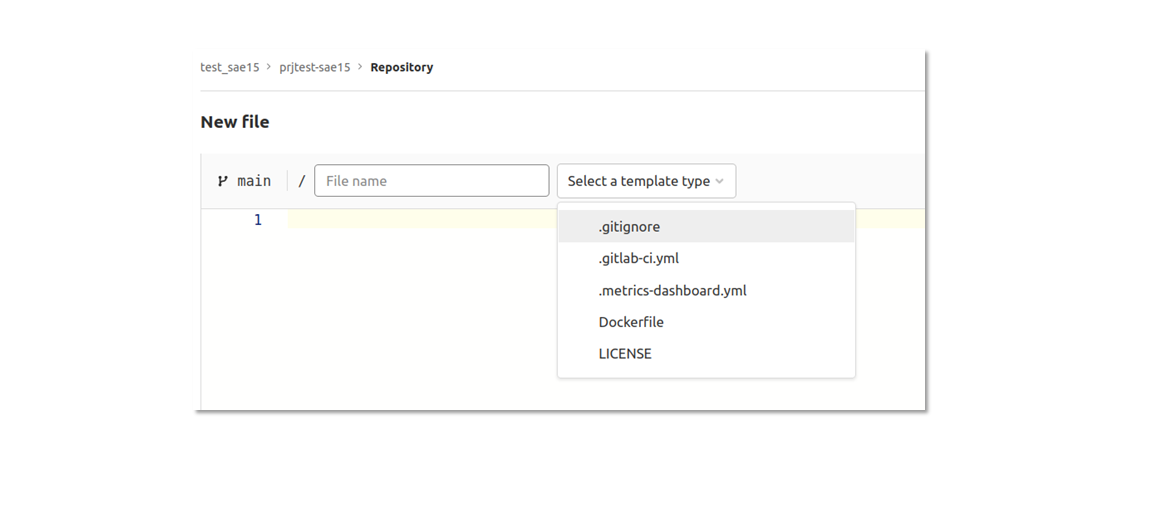 test_sae15 > prjtest-sae15 > Repository
New file
main / File name Select a template type
1
.gitignore
.gitlab-ci.yml
.metrics-dashboard.yml
Dockerfile
LICENSE